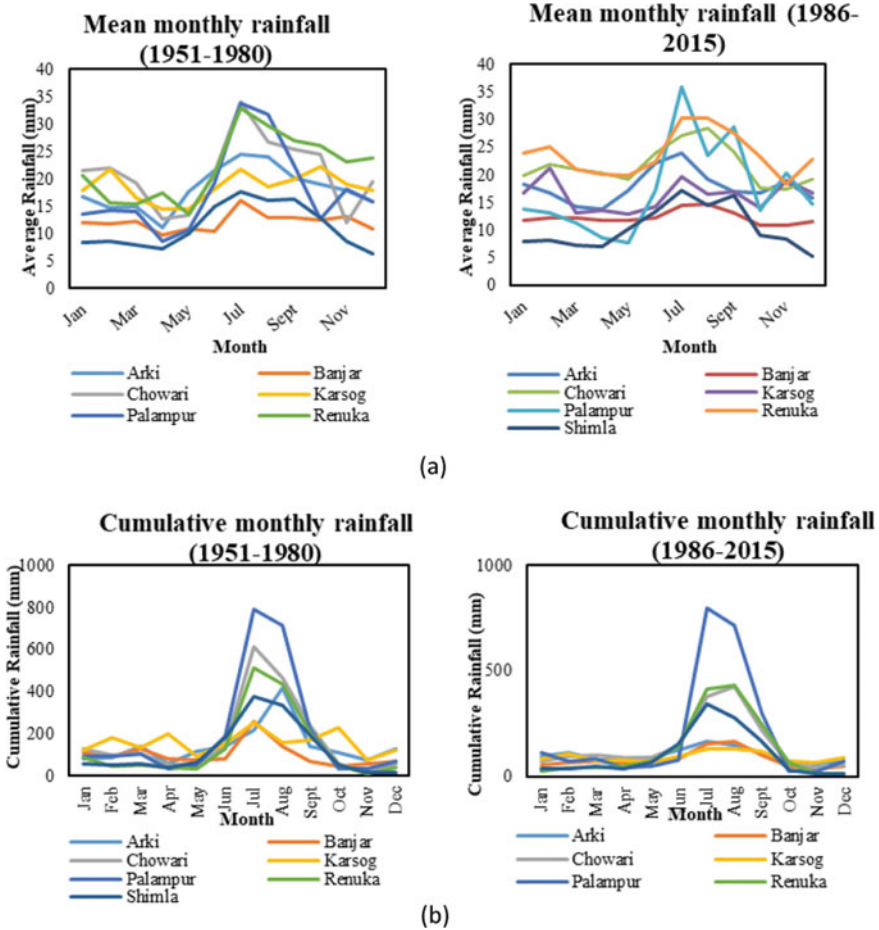 Mean monthly rainfall
(1951-1980)
Average Rainfall (mm)
40
35
30
25
20
15
10
5
0
Jan
Mar
May
Jul
Sept
Nov
Month
Arki
Banjar
Chowari
Karsog
Palampur
Renuka
Mean monthly rainfall (1986-
2015)
Average Rainfall (mm)
40
35
30
25
20
15
10
5
0
Jan
Mar
May
Jul
Sept
Nov
Month
Arki
Banjar
Chowari
Karsog
Palampur
Renuka
Shimla
(a)
Cumulative monthly rainfall
(1951-1980)
Cumulative Rainfall (mm)
1000
800
600
400
200
0
Jan
Feb
Mar
Apr
May
Jun
Jul
Aug
Sept
Oct
Nov
Dec
Month
Arki
Banjar
Chowari
Karsog
Palampur
Renuka
Shimla
Cumulative monthly rainfall
(1986-2015)
Cumulative Rainfall (mm)
1000
500
0
Jan
Feb
Mar
Apr
May
Jun
Jul
Aug
Sept
Oct
Nov
Dec
Month
Arki
Banjar
Chowari
Karsog
Palampur
Renuka
Shimla
(b)